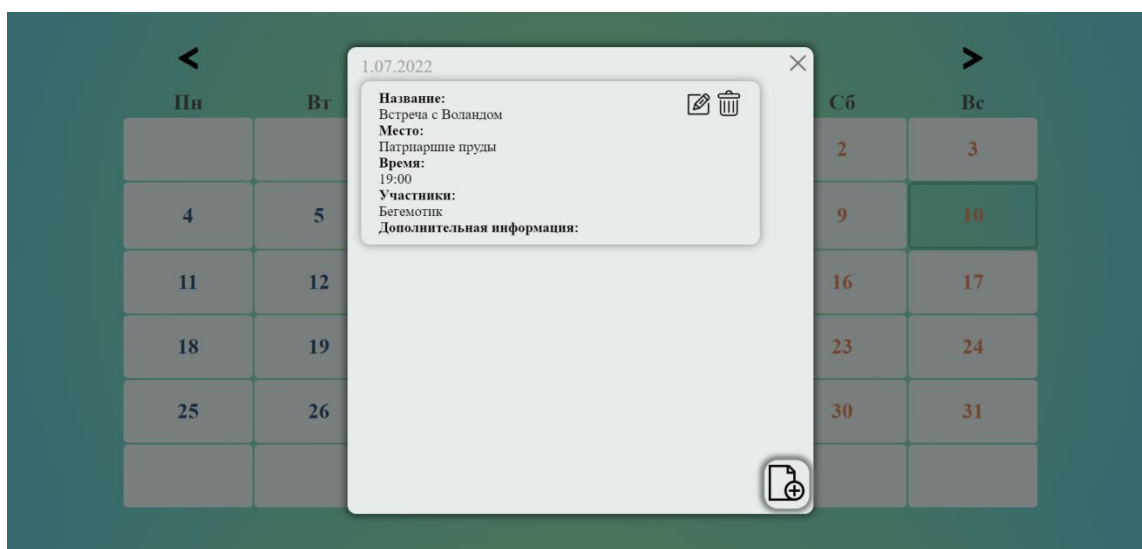 < >
1.07.2022
Пн Вт Сб Вс
Название:
Встреча с Воландом
Место:
Патриаршие пруды
Время:
19:00
Участники:
Бегемотик
Дополнительная информация:
2 3
4 5 9 10
11 12 16 17
18 19 23 24
25 26 30 31